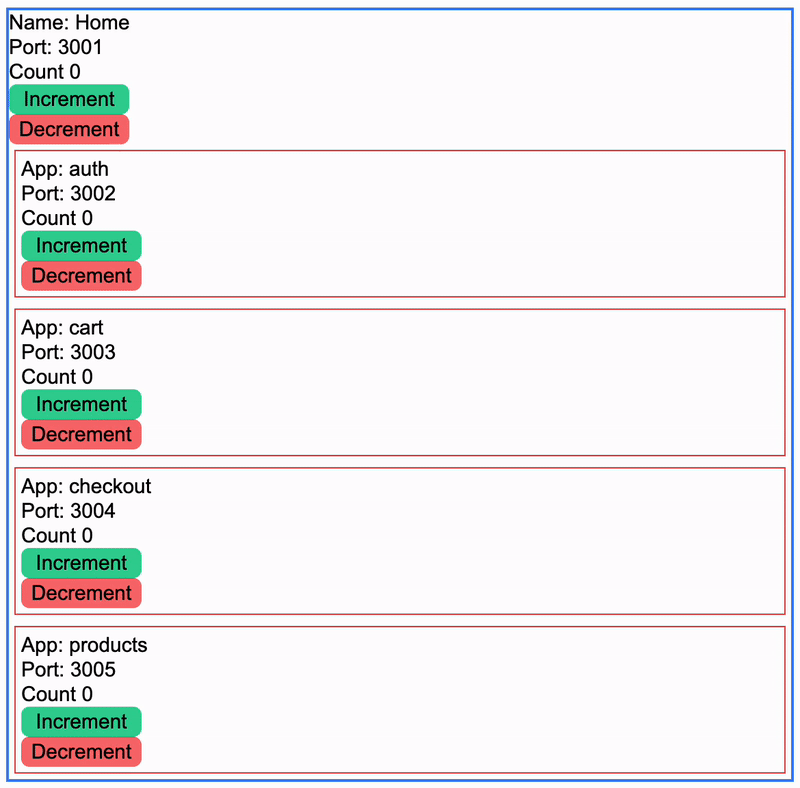 Name: Home
Port: 3001
Count 0
Increment
Decrement
App: auth
Port: 3002
Count 0
Increment
Decrement
App: cart
Port: 3003
Count 0
Increment
Decrement
App: checkout
Port: 3004
Count 0
Increment
Decrement
App: products
Port: 3005
Count 0
Increment
Decrement